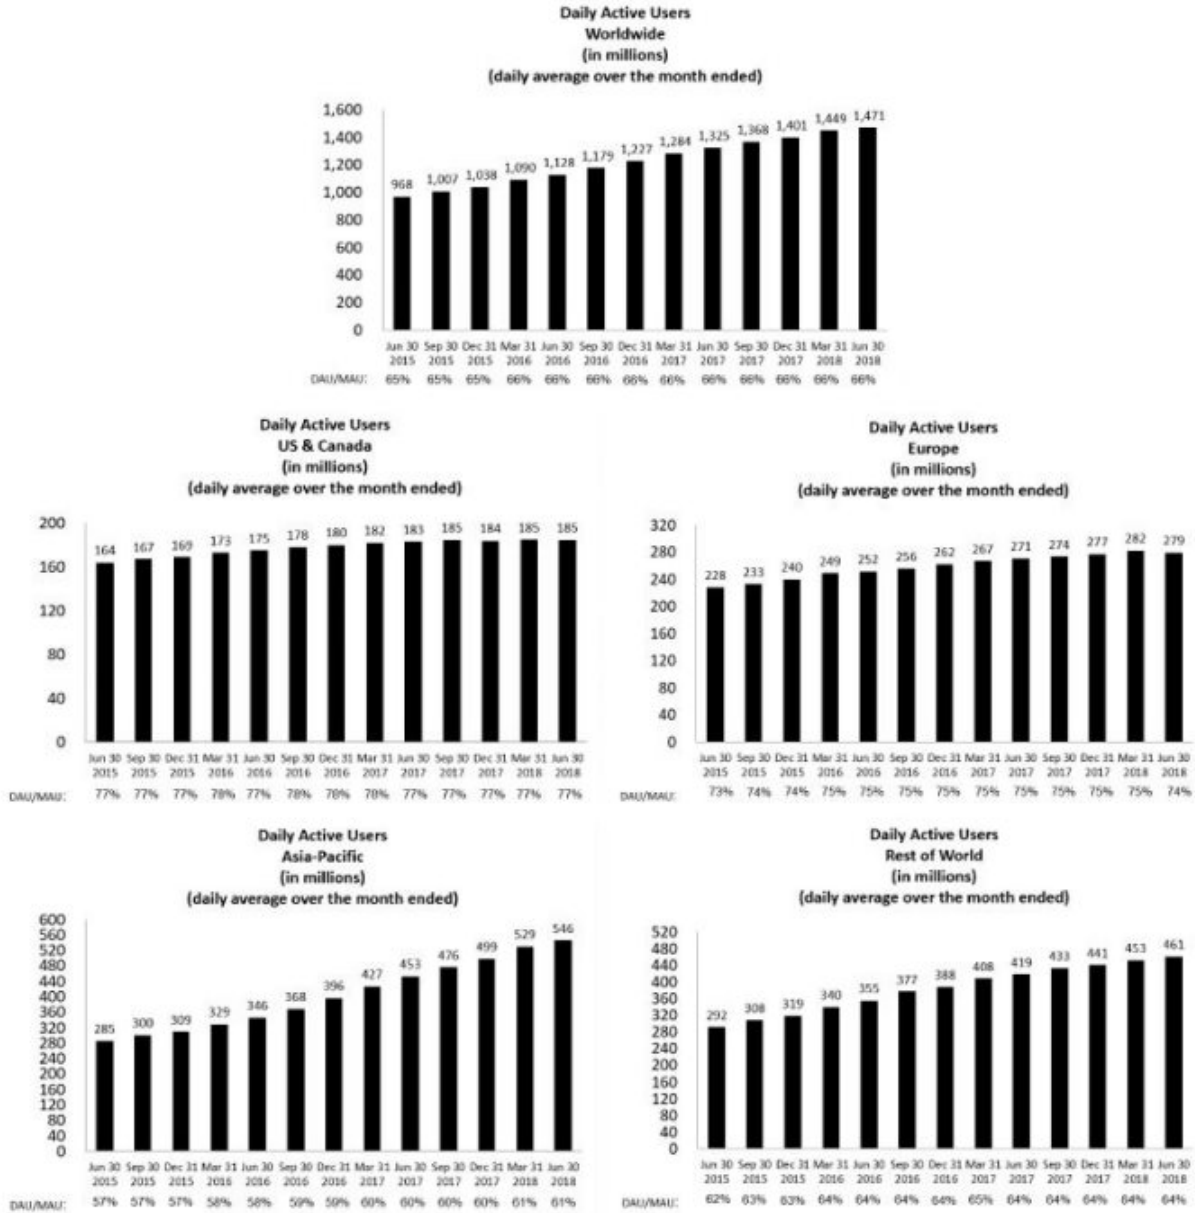 Daily Active Users
Worldwide
(in millions)
(daily average over the month ended)
1,600
1,400
1,200
1,000
800
600
400
200
0
968 1,007 1,038 1,090 1,128 1,179 1,227 1,284 1,325 1,368 1,401 1,449 1,471
Jun 30 Sep 30 Dec 31 Mar 31 Jun 30 Sep 30 Dec 31 Mar 31 Jun 30 Sep 30 Dec 31 Mar 31 Jun 30
2015 2015 2015 2016 2016 2016 2016 2017 2017 2017 2017 2018 2018
DAU/MAU: 65% 65% 65% 66% 66% 66% 66% 66% 66% 66% 66% 66% 66%
Daily Active Users
US & Canada
(in millions)
(daily average over the month ended)
200
160
120
80
40
0
164 167 169 173 175 178 180 182 183 185 184 185 185
Jun 30 Sep 30 Dec 31 Mar 31 Jun 30 Sep 30 Dec 31 Mar 31 Jun 30 Sep 30 Dec 31 Mar 31 Jun 30
2015 2015 2015 2016 2016 2016 2016 2017 2017 2017 2017 2018 2018
DAU/MAU: 77% 77% 77% 78% 77% 78% 78% 78% 77% 77% 77% 77% 77%
Daily Active Users
Europe
(in millions)
(daily average over the month ended)
320
280
240
200
160
120
80
40
0
228 233 240 249 252 256 262 267 271 274 277 282 279
Jun 30 Sep 30 Dec 31 Mar 31 Jun 30 Sep 30 Dec 31 Mar 31 Jun 30 Sep 30 Dec 31 Mar 31 Jun 30
2015 2015 2015 2016 2016 2016 2016 2017 2017 2017 2017 2018 2018
DAU/MAU: 73% 74% 74% 75% 75% 75% 75% 75% 75% 75% 75% 75% 74%
Daily Active Users
Asia-Pacific
(in millions)
(daily average over the month ended)
600
560
520
480
440
400
360
320
280
240
200
160
120
80
40
0
285 300 309 329 346 368 396 427 453 476 499 529 546
Jun 30 Sep 30 Dec 31 Mar 31 Jun 30 Sep 30 Dec 31 Mar 31 Jun 30 Sep 30 Dec 31 Mar 31 Jun 30
2015 2015 2015 2016 2016 2016 2016 2017 2017 2017 2017 2018 2018
DAU/MAU: 57% 57% 57% 58% 58% 59% 59% 60% 60% 60% 60% 61% 61%
Daily Active Users
Rest of World
(in millions)
(daily average over the month ended)
520
480
440
400
360
320
280
240
200
160
120
80
40
0
292 308 319 340 355 377 388 408 419 433 441 453 461
Jun 30 Sep 30 Dec 31 Mar 31 Jun 30 Sep 30 Dec 31 Mar 31 Jun 30 Sep 30 Dec 31 Mar 31 Jun 30
2015 2015 2015 2016 2016 2016 2016 2017 2017 2017 2017 2018 2018
DAU/MAU: 62% 63% 63% 64% 64% 64% 64% 65% 64% 64% 64% 64% 64%